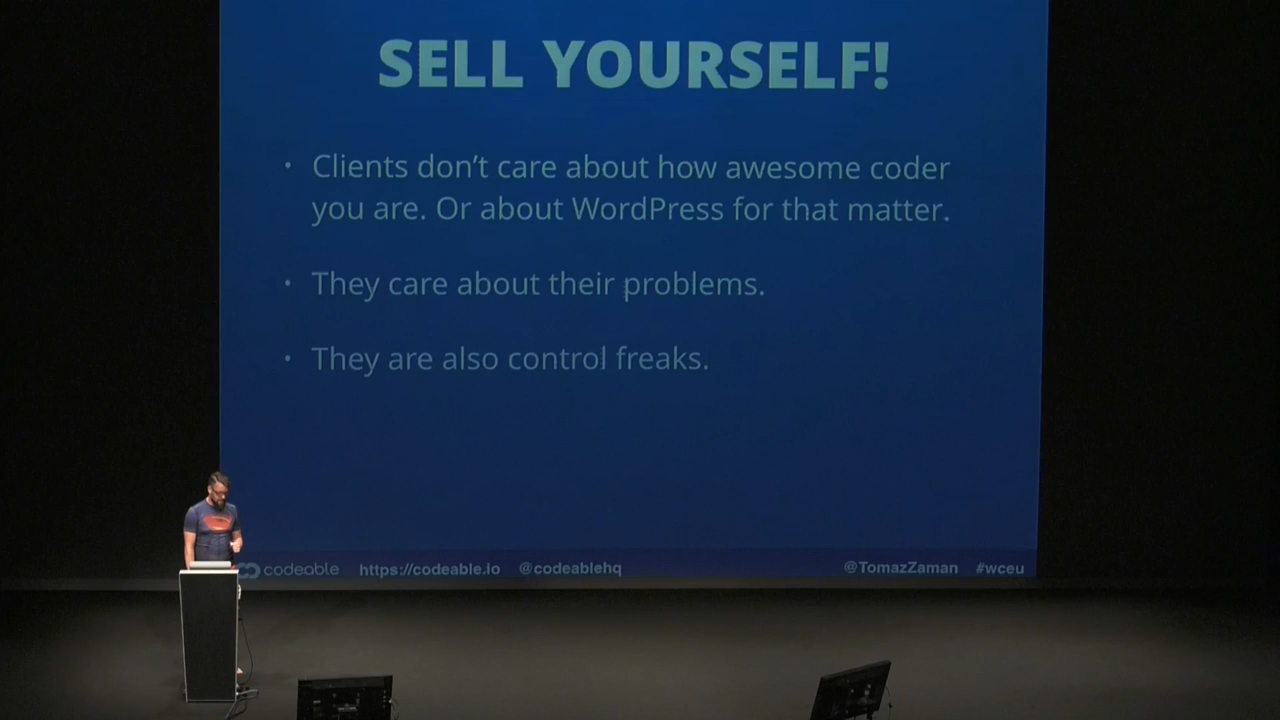 SELL YOURSELF!
• Clients don't care about how awesome coder
you are. Or about WordPress for that matter.
• They care about their problems.
• They are also control freaks.
codeable https://codeable.io @codeablehq @TomazZaman #wceu